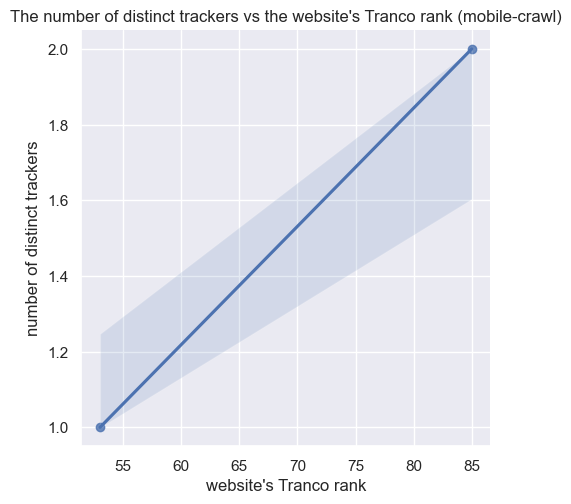 The number of distinct trackers vs the website's Tranco rank (mobile-crawl)
2.0
1.8
1.6
1.4
1.2
1.0
number of distinct trackers
55 60 65 70 75 80 85
website's Tranco rank